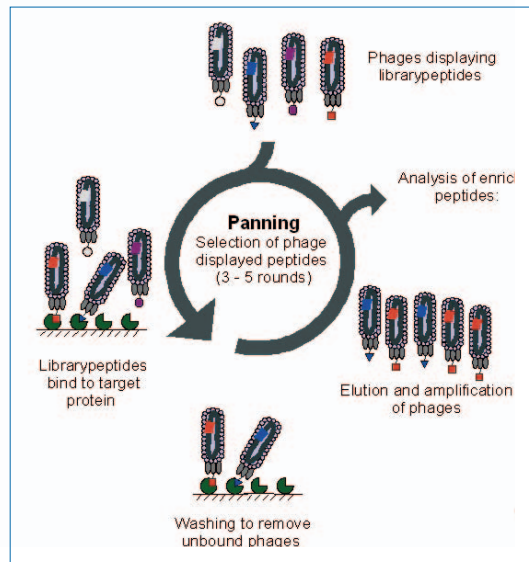 Phages displaying
librarypeptides
Analysis of enric
peptides:
Panning
Selection of phage
displayed peptides
(3 - 5 rounds)
Librarypeptides
bind to target
protein
Elution and amplification
of phages
Washing to remove
unbound phages